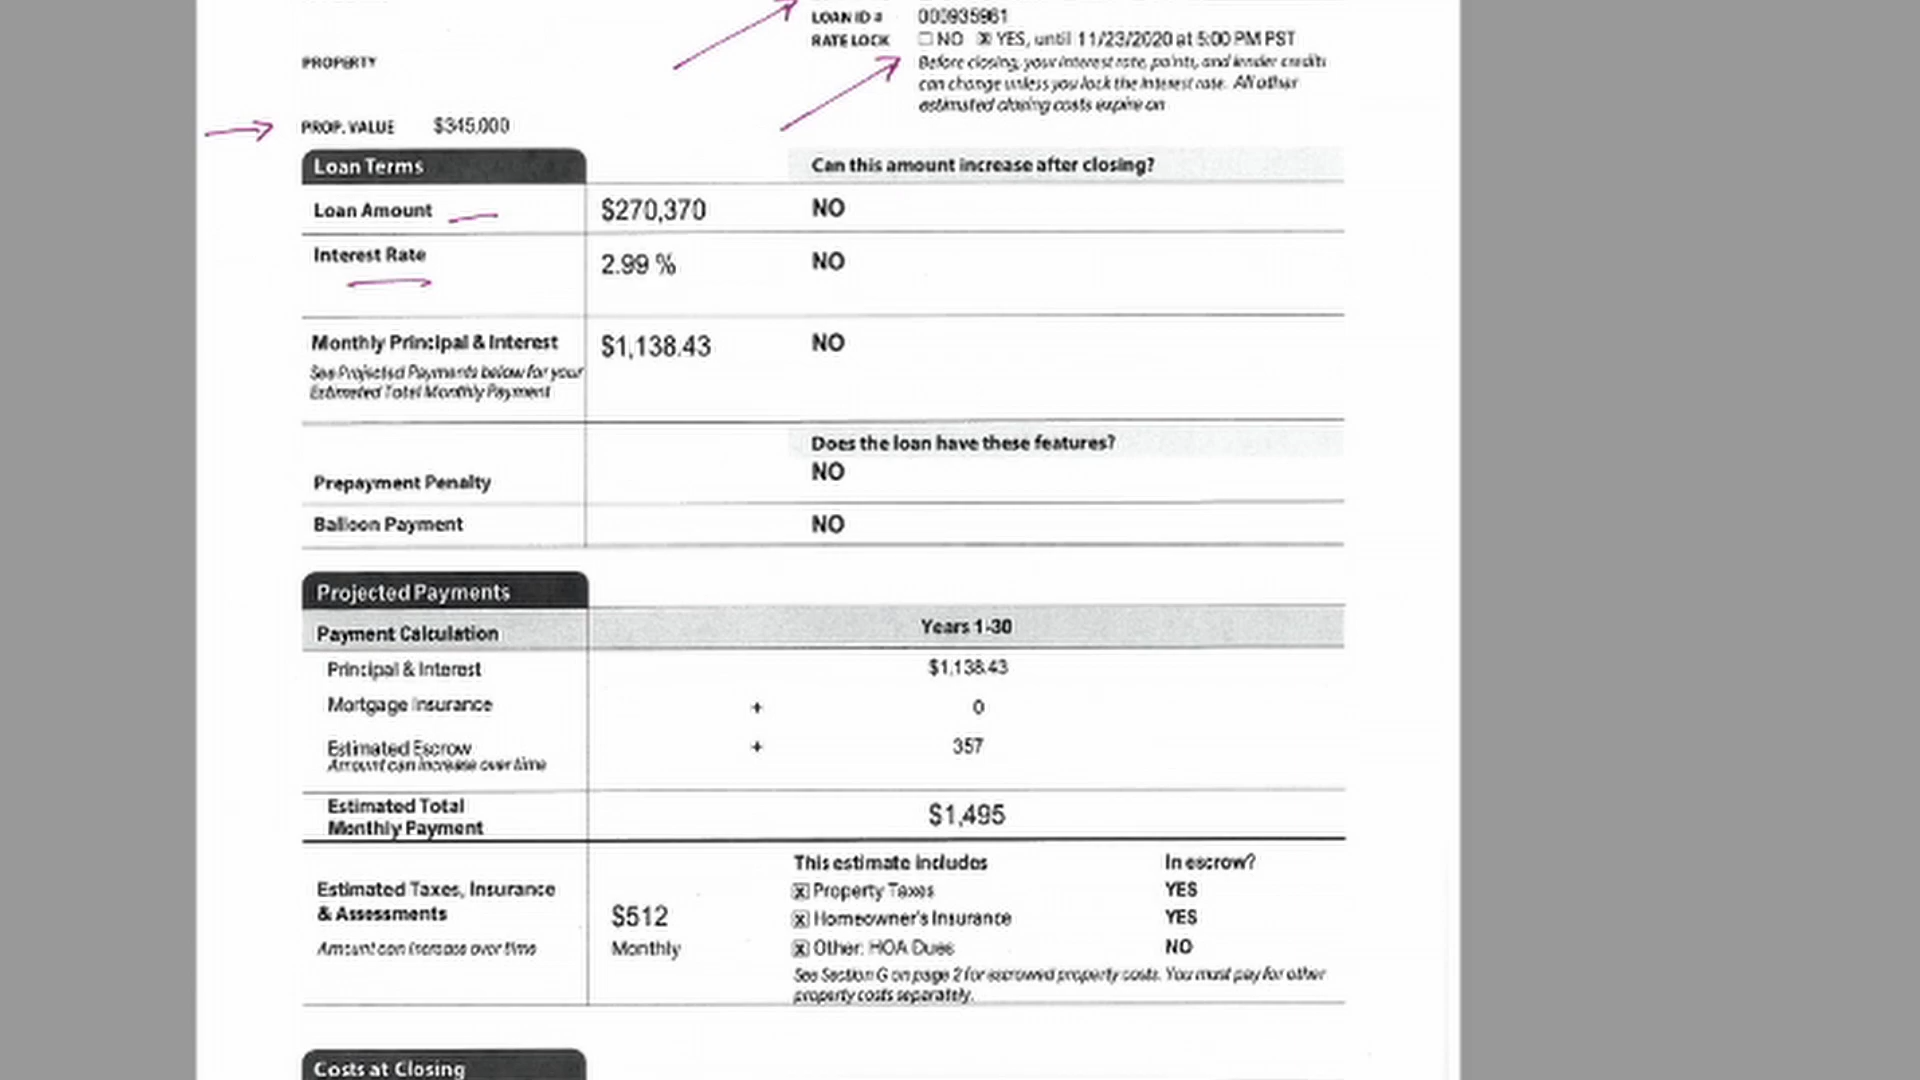 LOAN ID # 000935961
RATE LOCK ☐ NO ☒ YES, until 11/23/2020 at 5:00 PM PST
Before closing, your interest rate, points, and lender credits
can change unless you lock the interest rate. All other
estimated closing costs expire on
PROPERTY
PROP. VALUE $345,000
Loan Terms Can this amount increase after closing?
Loan Amount $270,370 NO
Interest Rate 2.99 % NO
Monthly Principal & Interest $1,138.43 NO
See Projected Payments below for your
Estimated Total Monthly Payment
Does the loan have these features?
Prepayment Penalty NO
Balloon Payment NO
Projected Payments
Payment Calculation Years 1-30
Principal & Interest $1,138.43
Mortgage Insurance + 0
Estimated Escrow + 357
Amount can increase over time
Estimated Total
Monthly Payment $1,495
This estimate includes In escrow?
Estimated Taxes, Insurance
& Assessments $512 Monthly
Amount can increase over time
☒ Property Taxes YES
☒ Homeowner's Insurance YES
☒ Other: HOA Dues NO
See Section G on page 2 for escrowed property costs. You must pay for other
property costs separately.
Costs at Closing